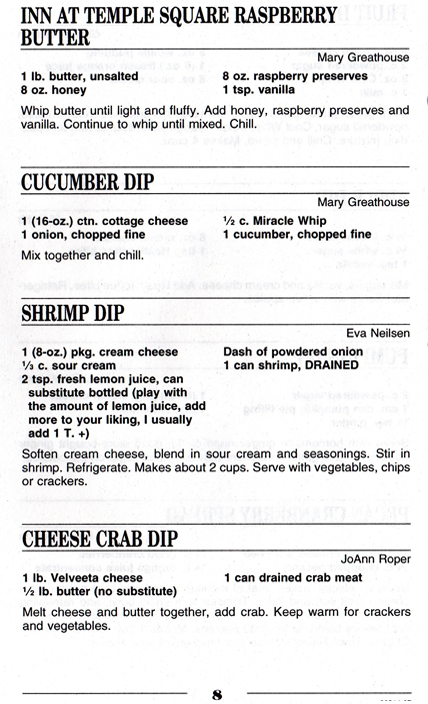 INN AT TEMPLE SQUARE RASPBERRY
BUTTER
Mary Greathouse
1 lb. butter, unsalted
8 oz. honey
8 oz. raspberry preserves
1 tsp. vanilla
Whip butter until light and fluffy. Add honey, raspberry preserves and
vanilla. Continue to whip until mixed. Chill.
CUCUMBER DIP
Mary Greathouse
1 (16-oz.) ctn. cottage cheese
1 onion, chopped fine
½ c. Miracle Whip
1 cucumber, chopped fine
Mix together and chill.
SHRIMP DIP
Eva Neilsen
1 (8-oz.) pkg. cream cheese
⅓ c. sour cream
2 tsp. fresh lemon juice, can
substitute bottled (play with
the amount of lemon juice, add
more to your liking, I usually
add 1 T. +)
Dash of powdered onion
1 can shrimp, DRAINED
Soften cream cheese, blend in sour cream and seasonings. Stir in
shrimp. Refrigerate. Makes about 2 cups. Serve with vegetables, chips
or crackers.
CHEESE CRAB DIP
JoAnn Roper
1 lb. Velveeta cheese
½ lb. butter (no substitute)
1 can drained crab meat
Melt cheese and butter together, add crab. Keep warm for crackers
and vegetables.
8